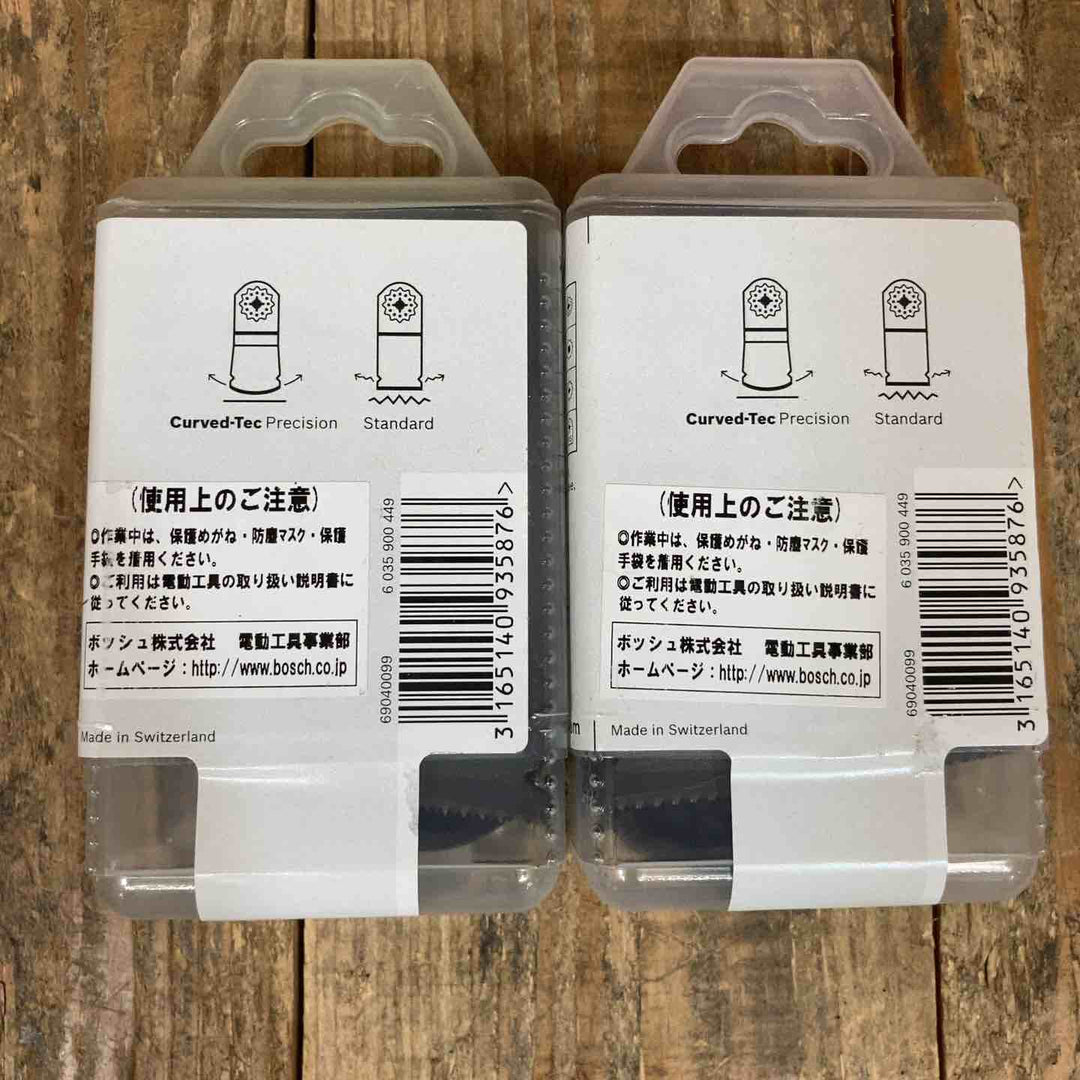 Curved-Tec Precision
Standard
(使用上のご注意)
◎作業中は、保護めがね・防塵マスク・保護
手袋を着用ください。
◎ご利用は電動工具の取り扱い説明書に
従ってください。
ボッシュ株式会社 電動工具事業部
ホームページ:http://www.bosch.co.jp
6 035 900 449
69040099
3 165140 935876 >
Made in Switzerland
Curved-Tec Precision
Standard
(使用上のご注意)
◎作業中は、保護めがね・防塵マスク・保護
手袋を着用ください。
◎ご利用は電動工具の取り扱い説明書に
従ってください。
ボッシュ株式会社 電動工具事業部
ホームページ:http://www.bosch.co.jp
6 035 900 449
69040099
3 165140 935876 >
Made in Switzerland